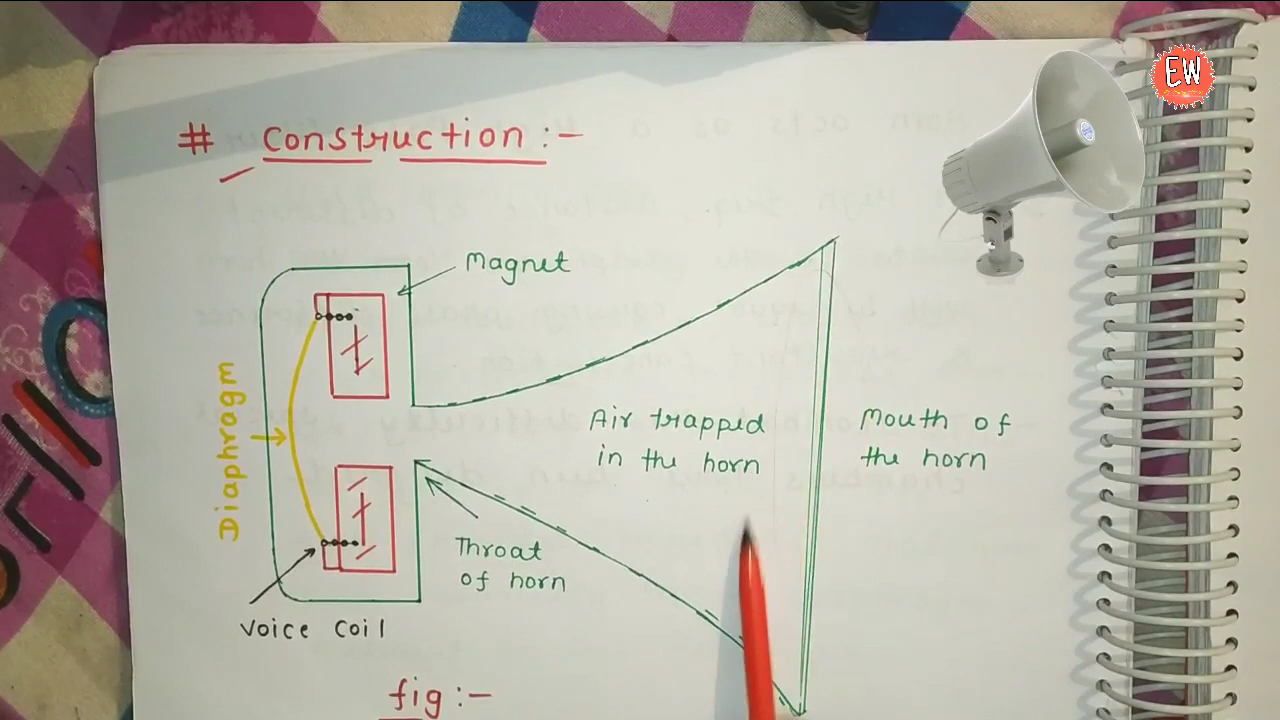 EW
# Construction :-
Magnet
Diaphragm
Air trapped
in the horn
Mouth of
the horn
Throat
of horn
Voice coil
fig :-